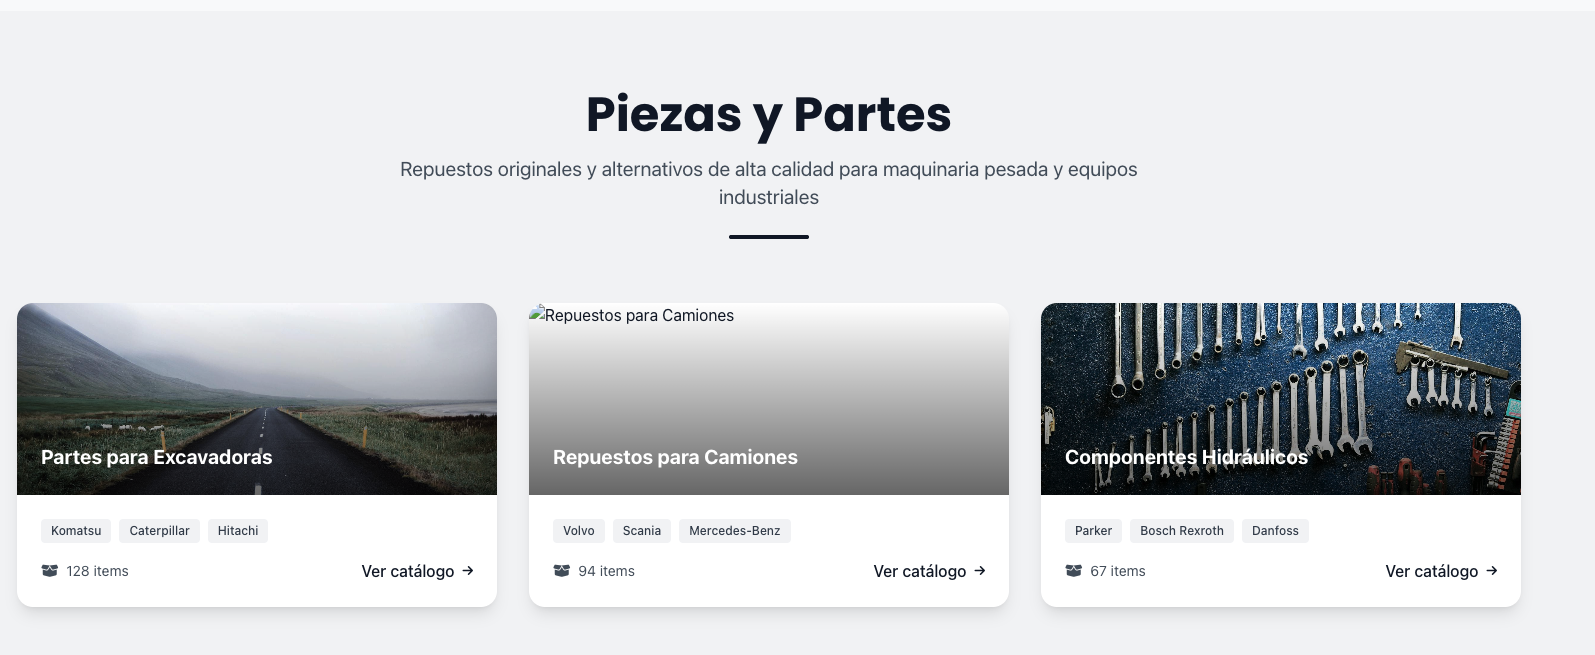 Piezas y Partes
Repuestos originales y alternativos de alta calidad para maquinaria pesada y equipos
industriales
Partes para Excavadoras
Komatsu Caterpillar Hitachi
128 items Ver catálogo →
Repuestos para Camiones
Repuestos para Camiones
Volvo Scania Mercedes-Benz
94 items Ver catálogo →
Componentes Hidráulicos
Parker Bosch Rexroth Danfoss
67 items Ver catálogo →